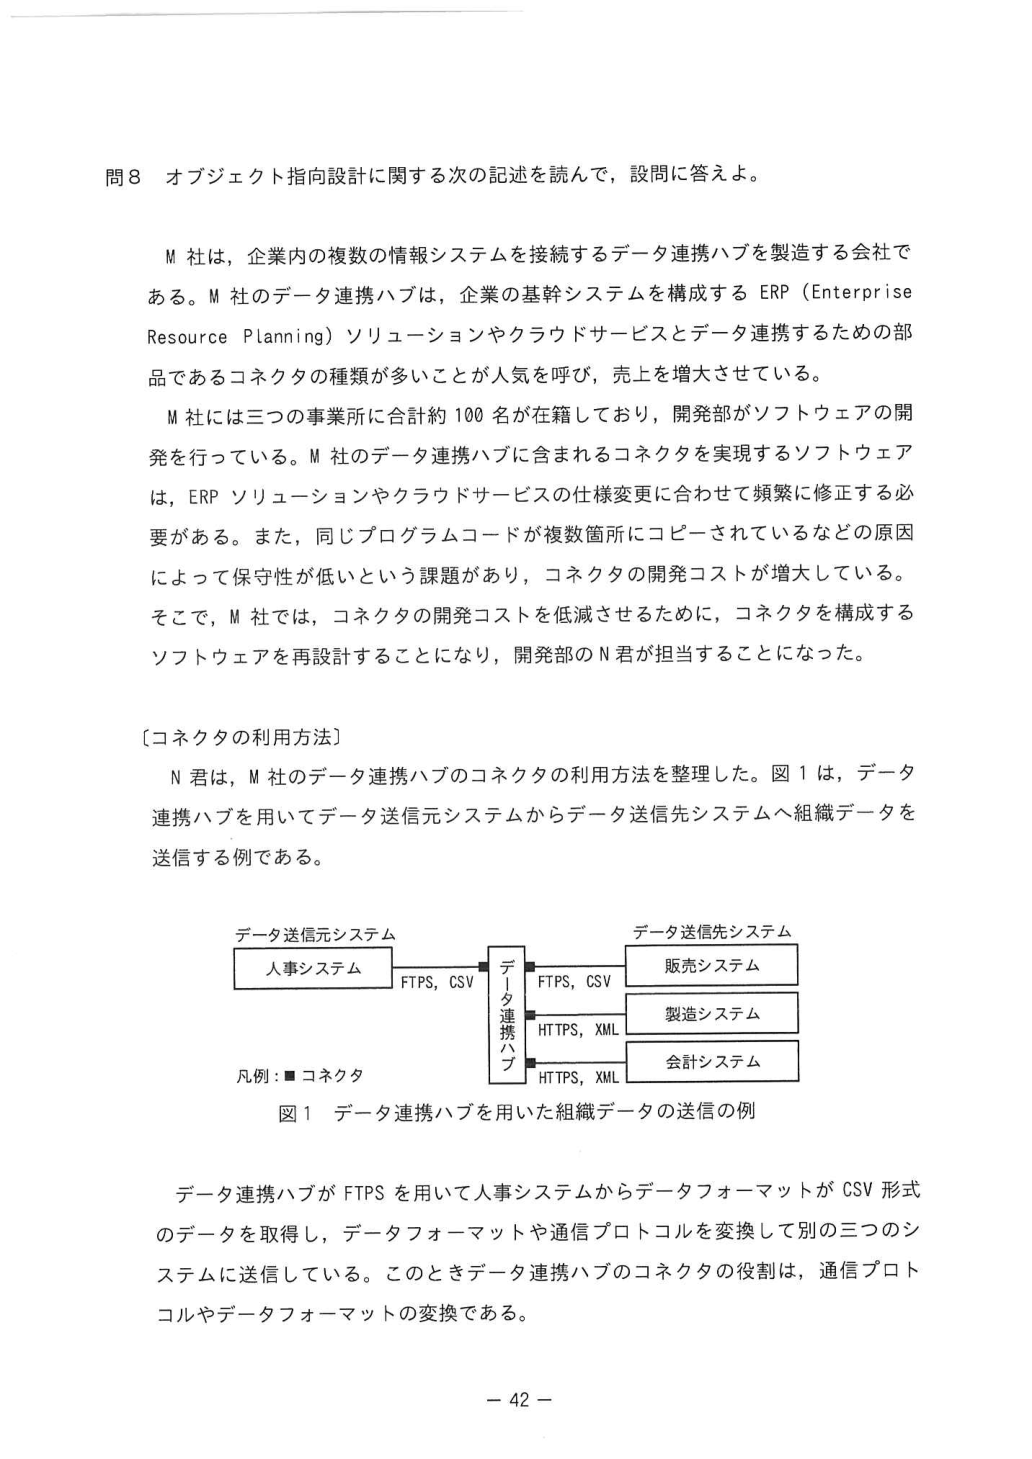 問8　オブジェクト指向設計に関する次の記述を読んで，設問に答えよ。
M 社は，企業内の複数の情報システムを接続するデータ連携ハブを製造する会社で
ある。M 社のデータ連携ハブは，企業の基幹システムを構成する ERP（Enterprise
Resource Planning）ソリューションやクラウドサービスとデータ連携するための部
品であるコネクタの種類が多いことが人気を呼び，売上を増大させている。
M 社には三つの事業所に合計約 100 名が在籍しており，開発部がソフトウェアの開
発を行っている。M 社のデータ連携ハブに含まれるコネクタを実現するソフトウェア
は，ERP ソリューションやクラウドサービスの仕様変更に合わせて頻繁に修正する必
要がある。また，同じプログラムコードが複数箇所にコピーされているなどの原因
によって保守性が低いという課題があり，コネクタの開発コストが増大している。
そこで，M 社では，コネクタの開発コストを低減させるために，コネクタを構成する
ソフトウェアを再設計することになり，開発部の N 君が担当することになった。
〔コネクタの利用方法〕
N 君は，M 社のデータ連携ハブのコネクタの利用方法を整理した。図 1 は，データ
連携ハブを用いてデータ送信元システムからデータ送信先システムへ組織データを
送信する例である。
データ送信元システム
人事システム
FTPS，CSV
データ連携ハブ
データ送信先システム
販売システム
FTPS，CSV
製造システム
HTTPS，XML
会計システム
HTTPS，XML
凡例：■ コネクタ
図 1　データ連携ハブを用いた組織データの送信の例
データ連携ハブが FTPS を用いて人事システムからデータフォーマットが CSV 形式
のデータを取得し，データフォーマットや通信プロトコルを変換して別の三つのシ
ステムに送信している。このときデータ連携ハブのコネクタの役割は，通信プロト
コルやデータフォーマットの変換である。
－ 42 －